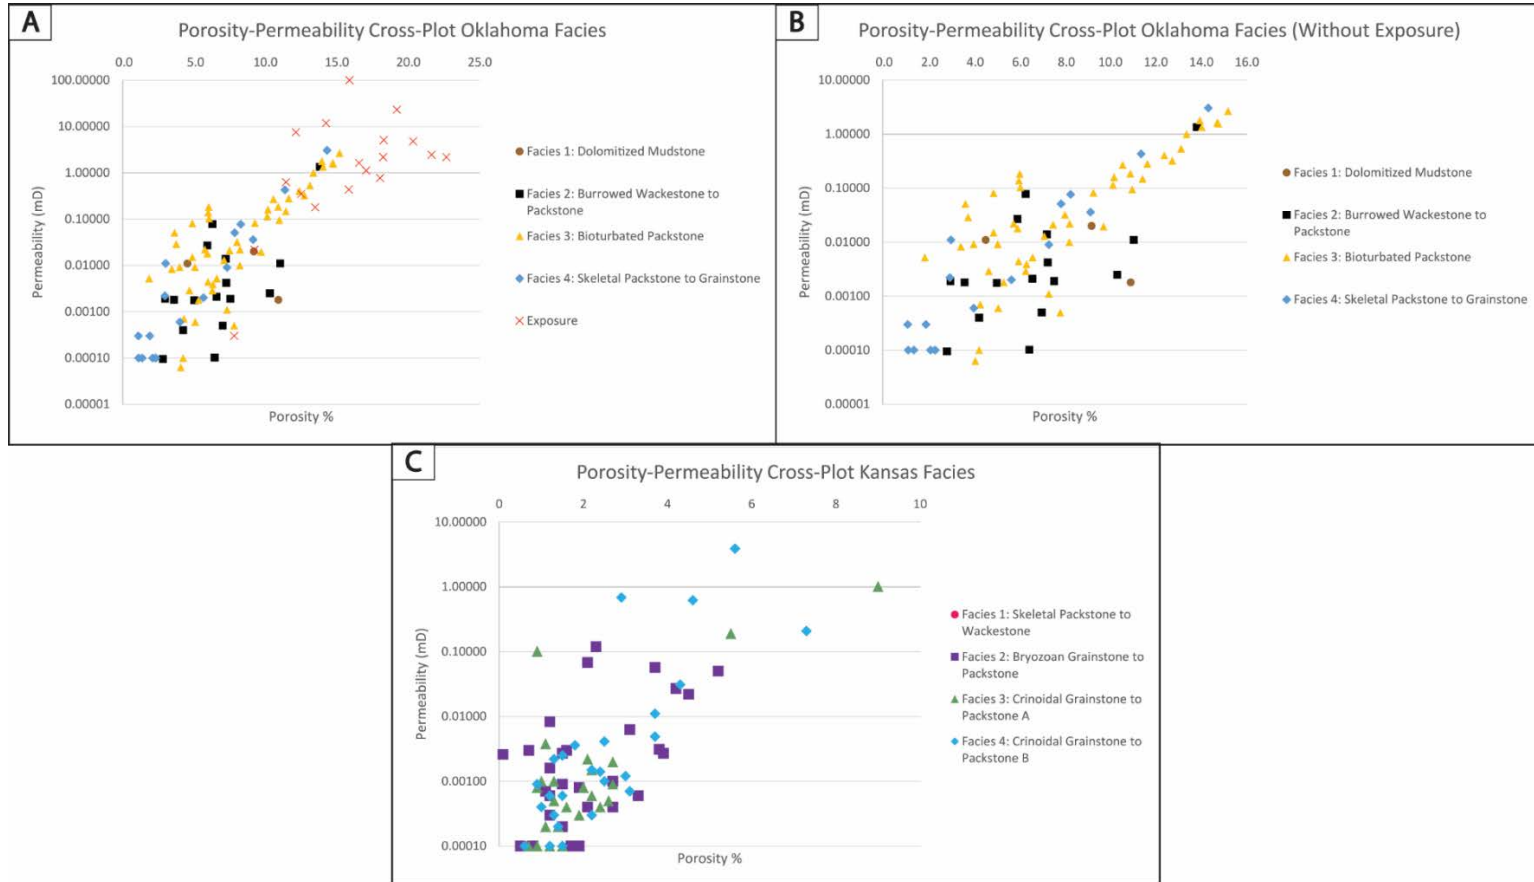 A
Porosity-Permeability Cross-Plot Oklahoma Facies
0.0 5.0 10.0 15.0 20.0 25.0
100.00000
10.00000
1.00000
0.10000
0.01000
0.00100
0.00010
0.00001
Permeability (mD)
Porosity %
Facies 1: Dolomitized Mudstone
Facies 2: Burrowed Wackestone to
Packstone
Facies 3: Bioturbated Packstone
Facies 4: Skeletal Packstone to Grainstone
Exposure
B
Porosity-Permeability Cross-Plot Oklahoma Facies (Without Exposure)
0.0 2.0 4.0 6.0 8.0 10.0 12.0 14.0 16.0
10.00000
1.00000
0.10000
0.01000
0.00100
0.00010
0.00001
Permeability (mD)
Porosity %
Facies 1: Dolomitized Mudstone
Facies 2: Burrowed Wackestone to
Packstone
Facies 3: Bioturbated Packstone
Facies 4: Skeletal Packstone to Grainstone
C
Porosity-Permeability Cross-Plot Kansas Facies
0 2 4 6 8 10
10.00000
1.00000
0.10000
0.01000
0.00100
0.00010
Permeability (mD)
Porosity %
Facies 1: Skeletal Packstone to
Wackestone
Facies 2: Bryozoan Grainstone to
Packstone
Facies 3: Crinoidal Grainstone to
Packstone A
Facies 4: Crinoidal Grainstone to
Packstone B